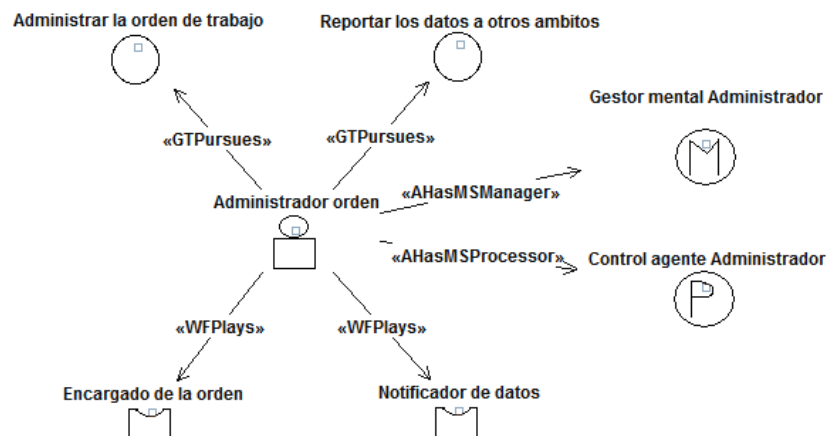 Administrar la orden de trabajo
Reportar los datos a otros ambitos
Gestor mental Administrador
«GTPursues»
«GTPursues»
M
«AHasMSManager»
Administrador orden
«AHasMSProcessor»
Control agente Administrador
P
«WFPlays»
«WFPlays»
Encargado de la orden
Notificador de datos